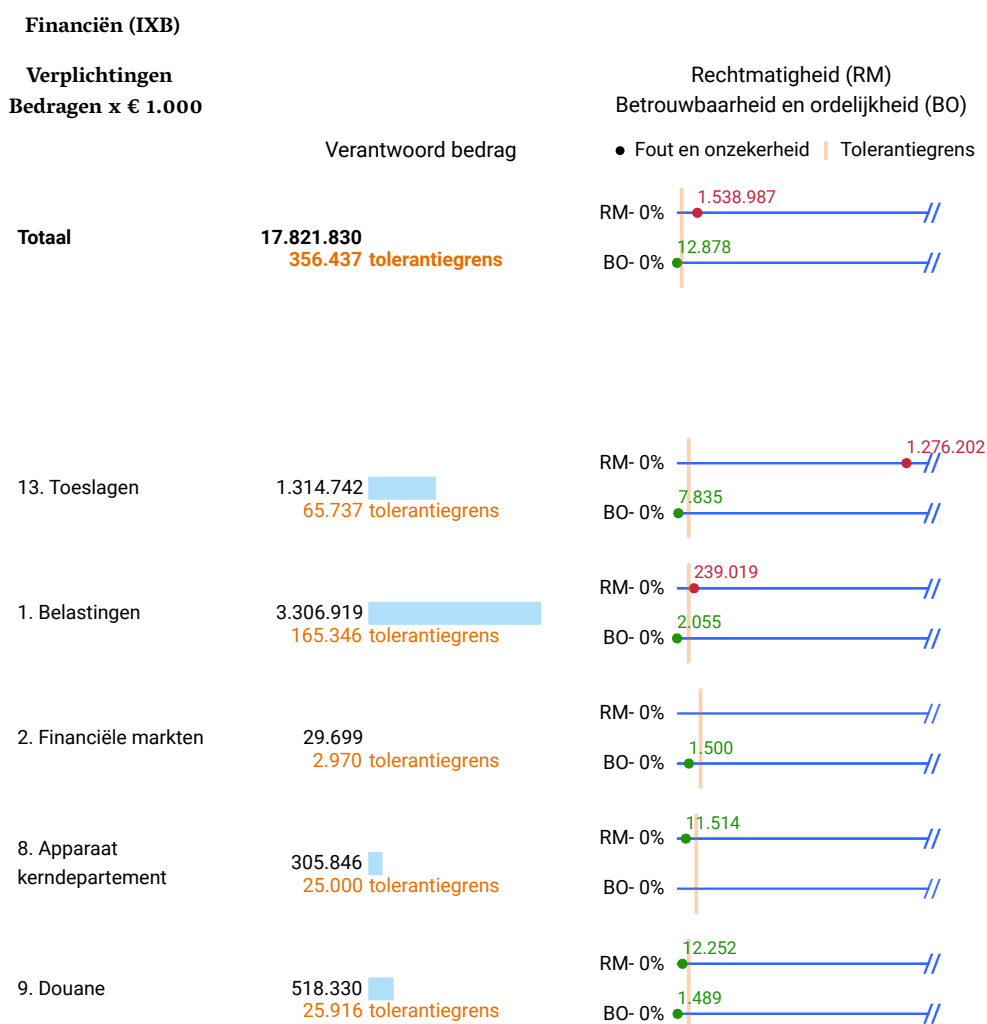 Financiën (IXB)
Verplichtingen
Bedragen x € 1.000
Rechtmatigheid (RM)
Betrouwbaarheid en ordelijkheid (BO)
Verantwoord bedrag
Fout en onzekerheid
Tolerantiegrens
Totaal
17.821.830
356.437 tolerantiegrens
RM- 0%
1.538.987
BO- 0%
12.878
13. Toeslagen
1.314.742
65.737 tolerantiegrens
RM- 0%
1.276.202
BO- 0%
7.835
1. Belastingen
3.306.919
165.346 tolerantiegrens
RM- 0%
239.019
BO- 0%
2.055
2. Financiële markten
29.699
2.970 tolerantiegrens
RM- 0%
BO- 0%
1.500
8. Apparaat
kerndepartement
305.846
25.000 tolerantiegrens
RM- 0%
11.514
BO- 0%
9. Douane
518.330
25.916 tolerantiegrens
RM- 0%
12.252
BO- 0%
1.489